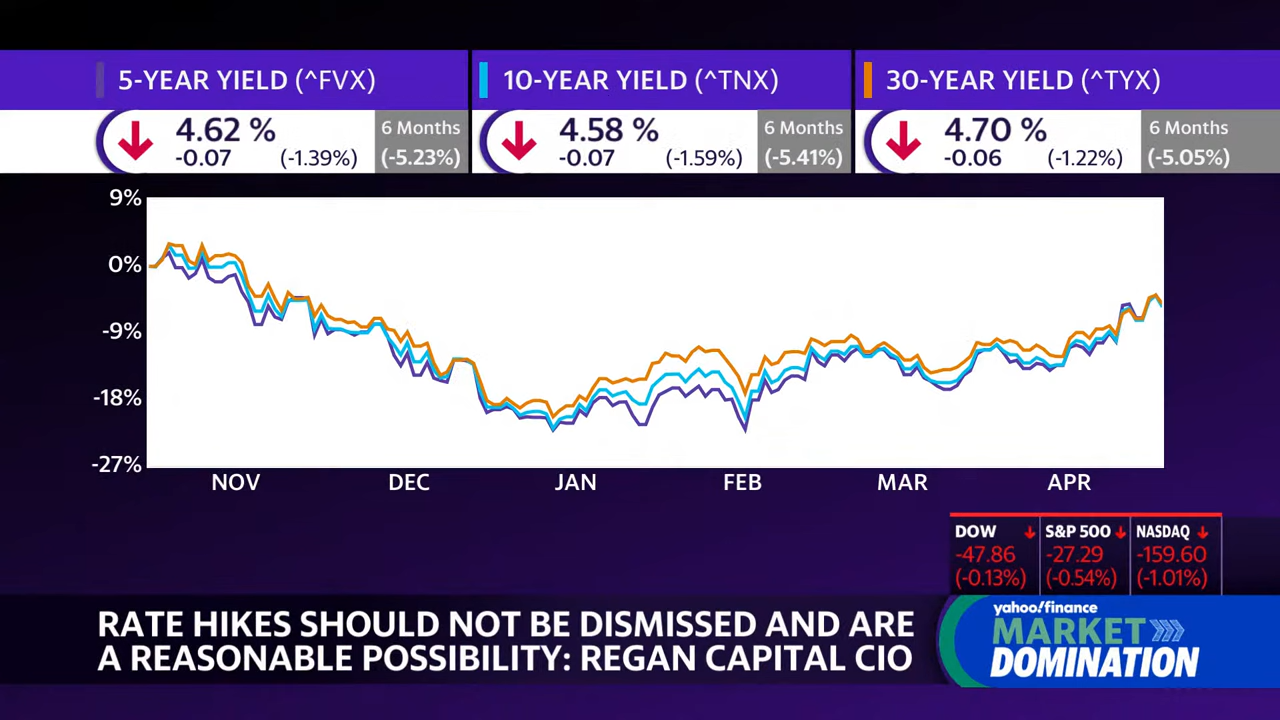 5-YEAR YIELD (^FVX)
4.62 %
-0.07 (-1.39%)
6 Months
(-5.23%)
10-YEAR YIELD (^TNX)
4.58 %
-0.07 (-1.59%)
6 Months
(-5.41%)
30-YEAR YIELD (^TYX)
4.70 %
-0.06 (-1.22%)
6 Months
(-5.05%)
9%
0%
-9%
-18%
-27%
NOV DEC JAN FEB MAR APR
DOW
-47.86
(-0.13%)
S&P 500
-27.29
(-0.54%)
NASDAQ
-159.60
(-1.01%)
RATE HIKES SHOULD NOT BE DISMISSED AND ARE
A REASONABLE POSSIBILITY: REGAN CAPITAL CIO
yahoo!finance
MARKET
DOMINATION